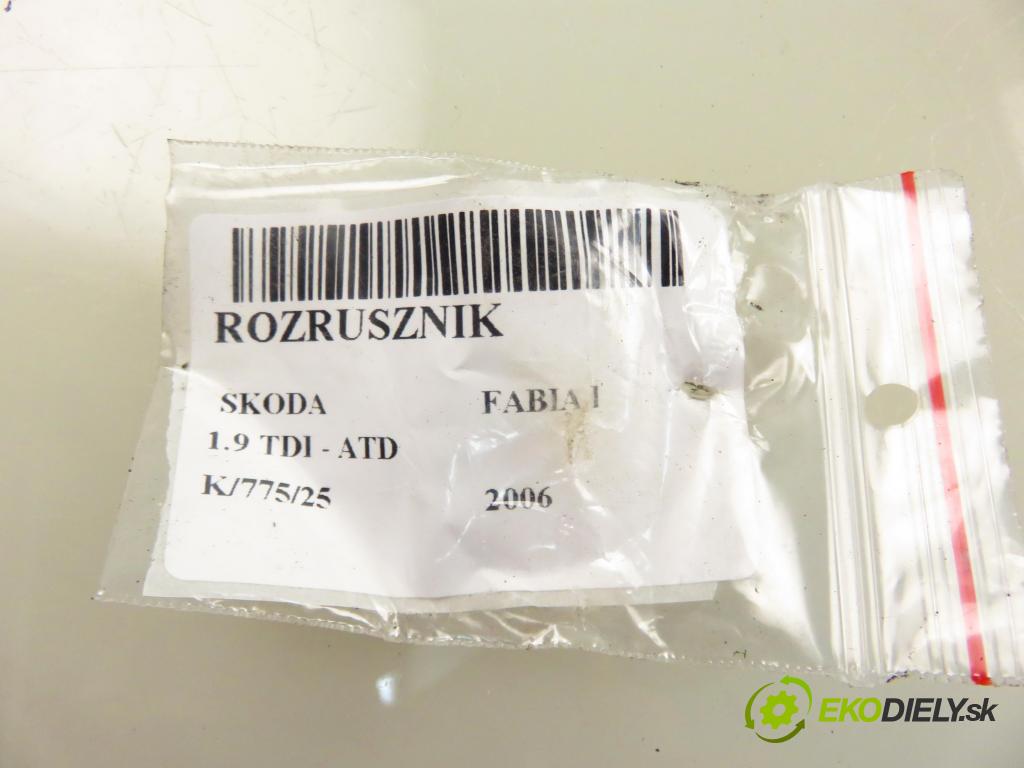 ROZRUSZNIK
SKODA FABIA I
1.9 TDI - ATD
K/775/25 2006
EKODIELY.sk